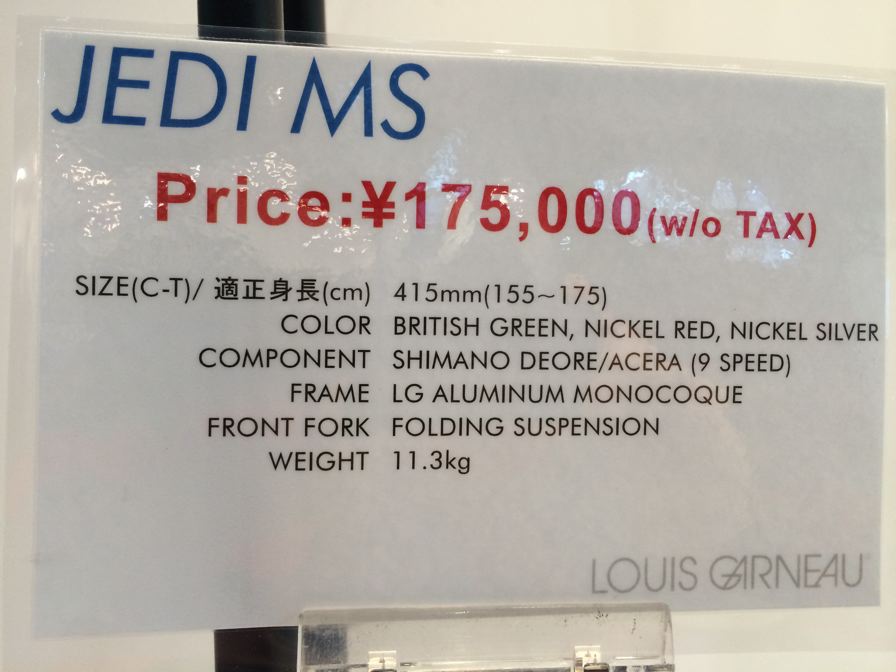 JEDI MS
Price:¥175,000(w/o TAX)
SIZE(C-T)/ 適正身長(cm) 415mm(155~175)
COLOR BRITISH GREEN, NICKEL RED, NICKEL SILVER
COMPONENT SHIMANO DEORE/ACERA (9 SPEED)
FRAME LG ALUMINUM MONOCOQUE
FRONT FORK FOLDING SUSPENSION
WEIGHT 11.3kg
LOUIS GARNEAU